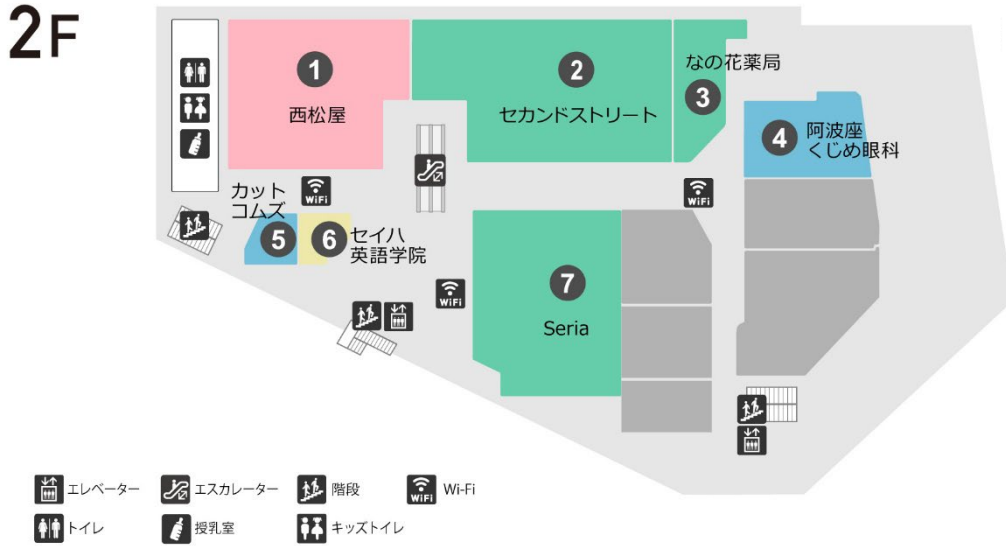 2F
1
西松屋
2
セカンドストリート
なの花薬局
3
4
阿波座
くじめ眼科
WiFi
WiFi
カット
コムズ
5
6
セイハ
英語学院
WiFi
7
Seria
エレベーター
エスカレーター
階段
WiFi
Wi-Fi
トイレ
授乳室
キッズトイレ